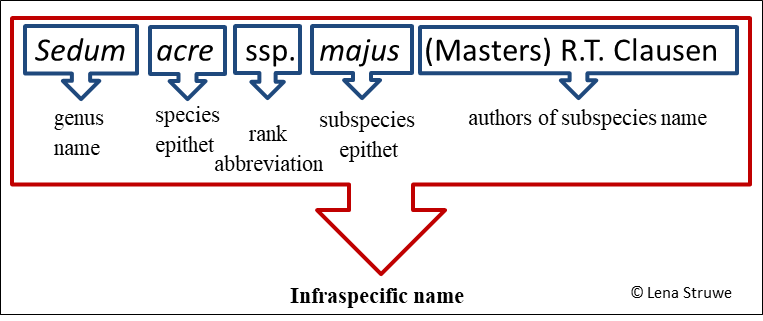 Sedum acre ssp. majus (Masters) R.T. Clausen
genus
name
species
epithet
rank
abbreviation
subspecies
epithet
authors of subspecies name
Infraspecific name
© Lena Struwe